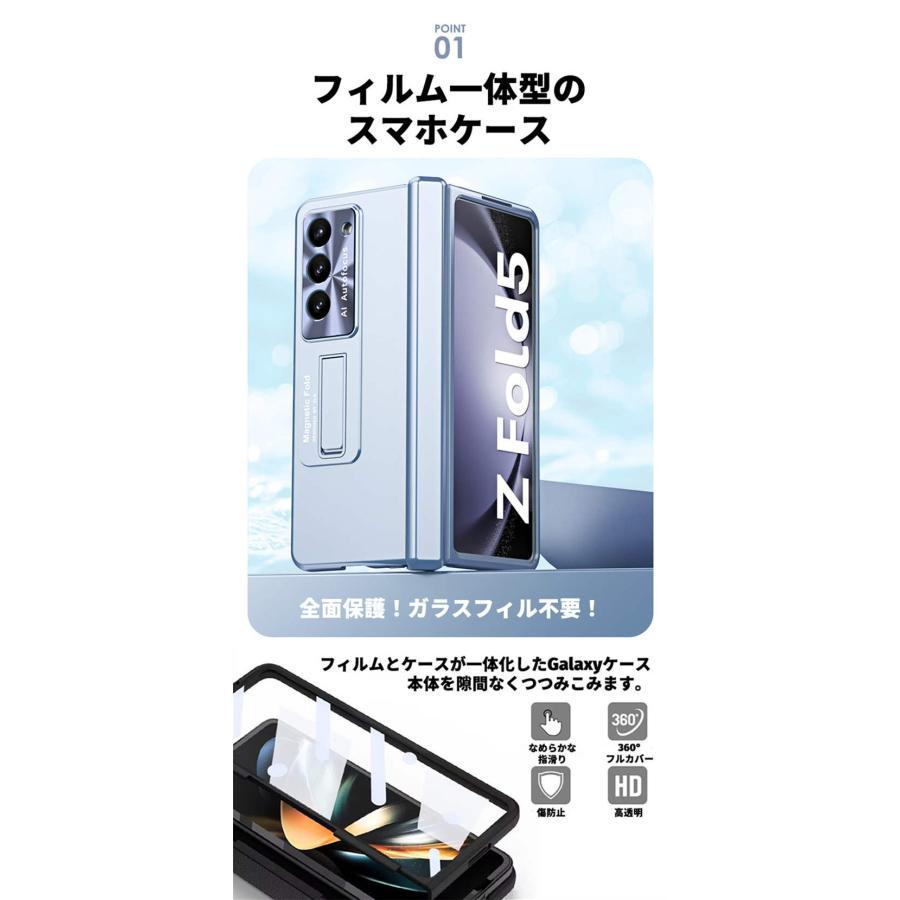 POINT
01
フィルム一体型の
スマホケース
AI Autofocus
Magnetic Fold
Z Fold5
全面保護！ガラスフィル不要！
フィルムとケースが一体化したGalaxyケース
本体を隙間なくつつみこみます。
なめらかな
指滑り
360°
360°
フルカバー
傷防止
HD
高透明